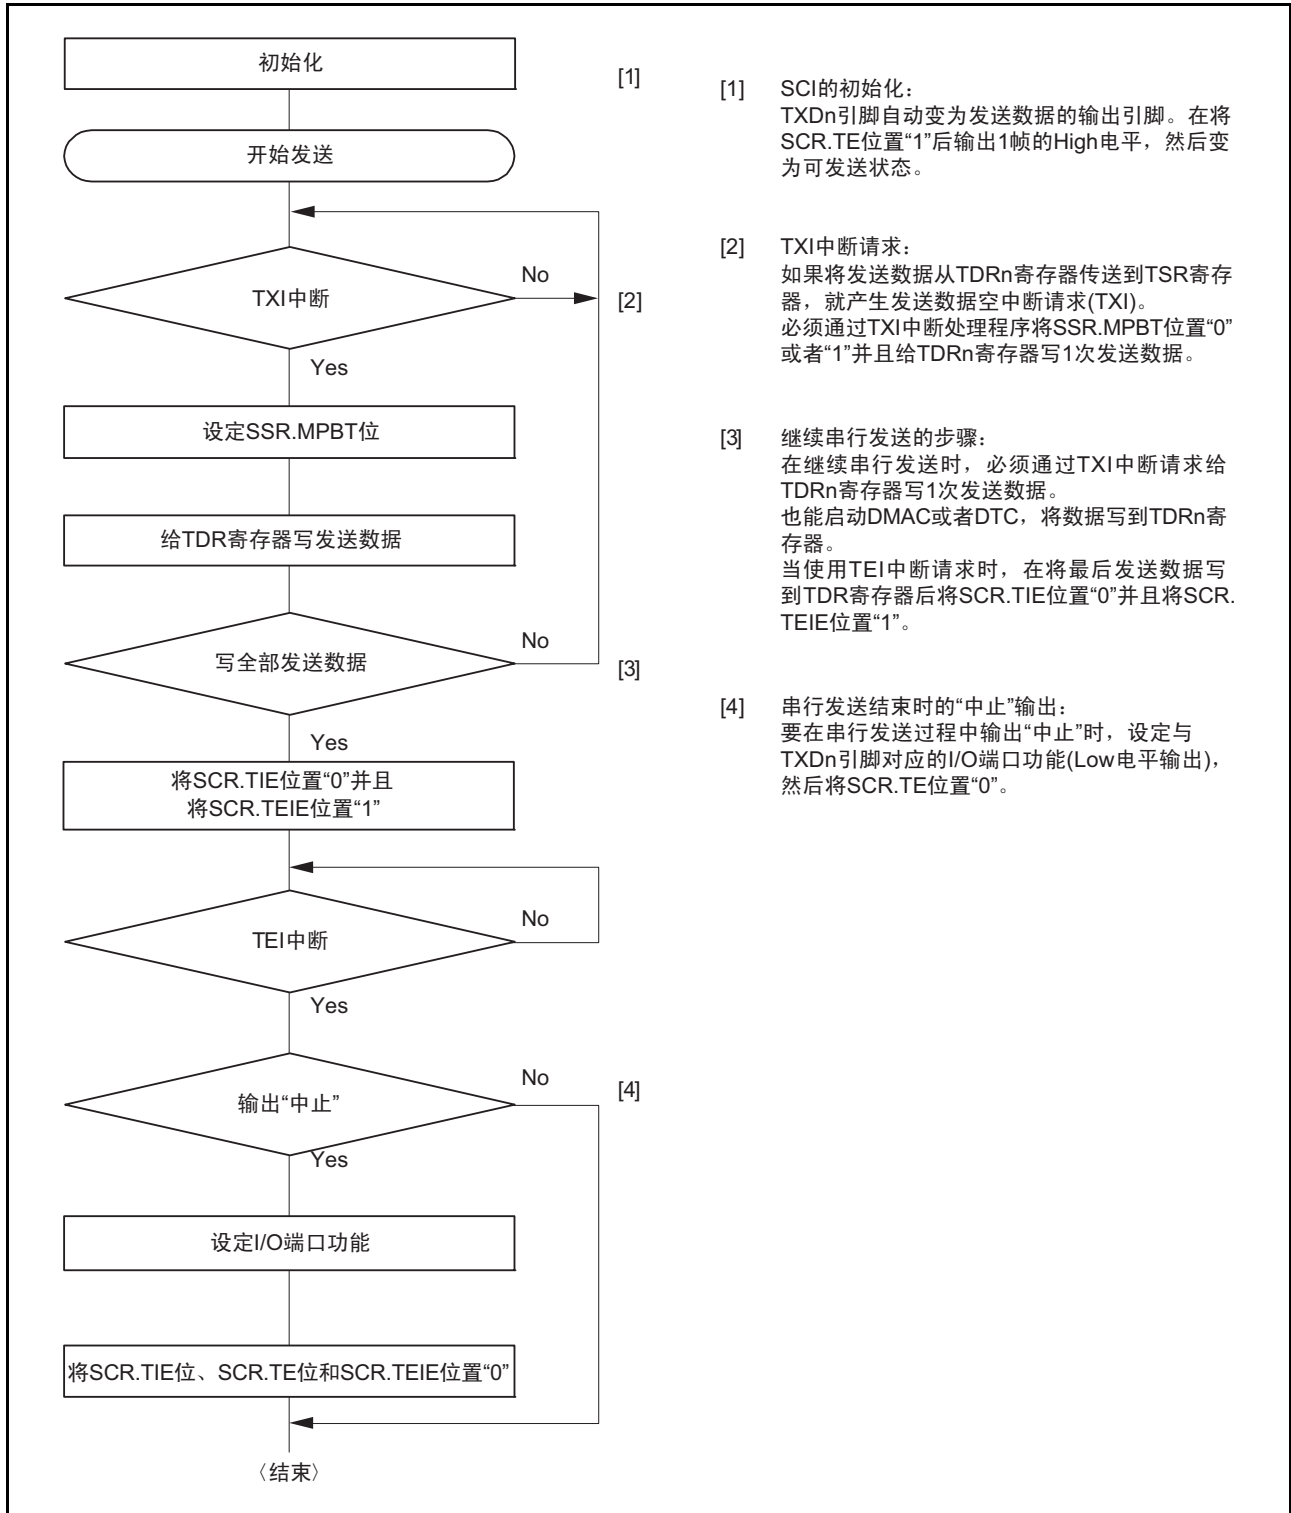 初始化
[1]
开始发送
TXI中断
No
[2]
Yes
设定SSR.MPBT位
给TDR寄存器写发送数据
写全部发送数据
No
[3]
Yes
将SCR.TIE位置“0”并且
将SCR.TEIE位置“1”
TEI中断
No
Yes
输出“中止”
No
[4]
Yes
设定I/O端口功能
将SCR.TIE位、SCR.TE位和SCR.TEIE位置“0”
〈结束〉
[1] SCI的初始化：
TXDn引脚自动变为发送数据的输出引脚。在将
SCR.TE位置“1”后输出1帧的High电平，然后变
为可发送状态。
[2] TXI中断请求：
如果将发送数据从TDRn寄存器传送到TSR寄存
器，就产生发送数据空中断请求(TXI)。
必须通过TXI中断处理程序将SSR.MPBT位置“0”
或者“1”并且给TDRn寄存器写1次发送数据。
[3] 继续串行发送的步骤：
在继续串行发送时，必须通过TXI中断请求给
TDRn寄存器写1次发送数据。
也能启动DMAC或者DTC，将数据写到TDRn寄
存器。
当使用TEI中断请求时，在将最后发送数据写
到TDR寄存器后将SCR.TIE位置“0”并且将SCR.
TEIE位置“1”。
[4] 串行发送结束时的“中止”输出：
要在串行发送过程中输出“中止”时，设定与
TXDn引脚对应的I/O端口功能(Low电平输出)，
然后将SCR.TE位置“0”。